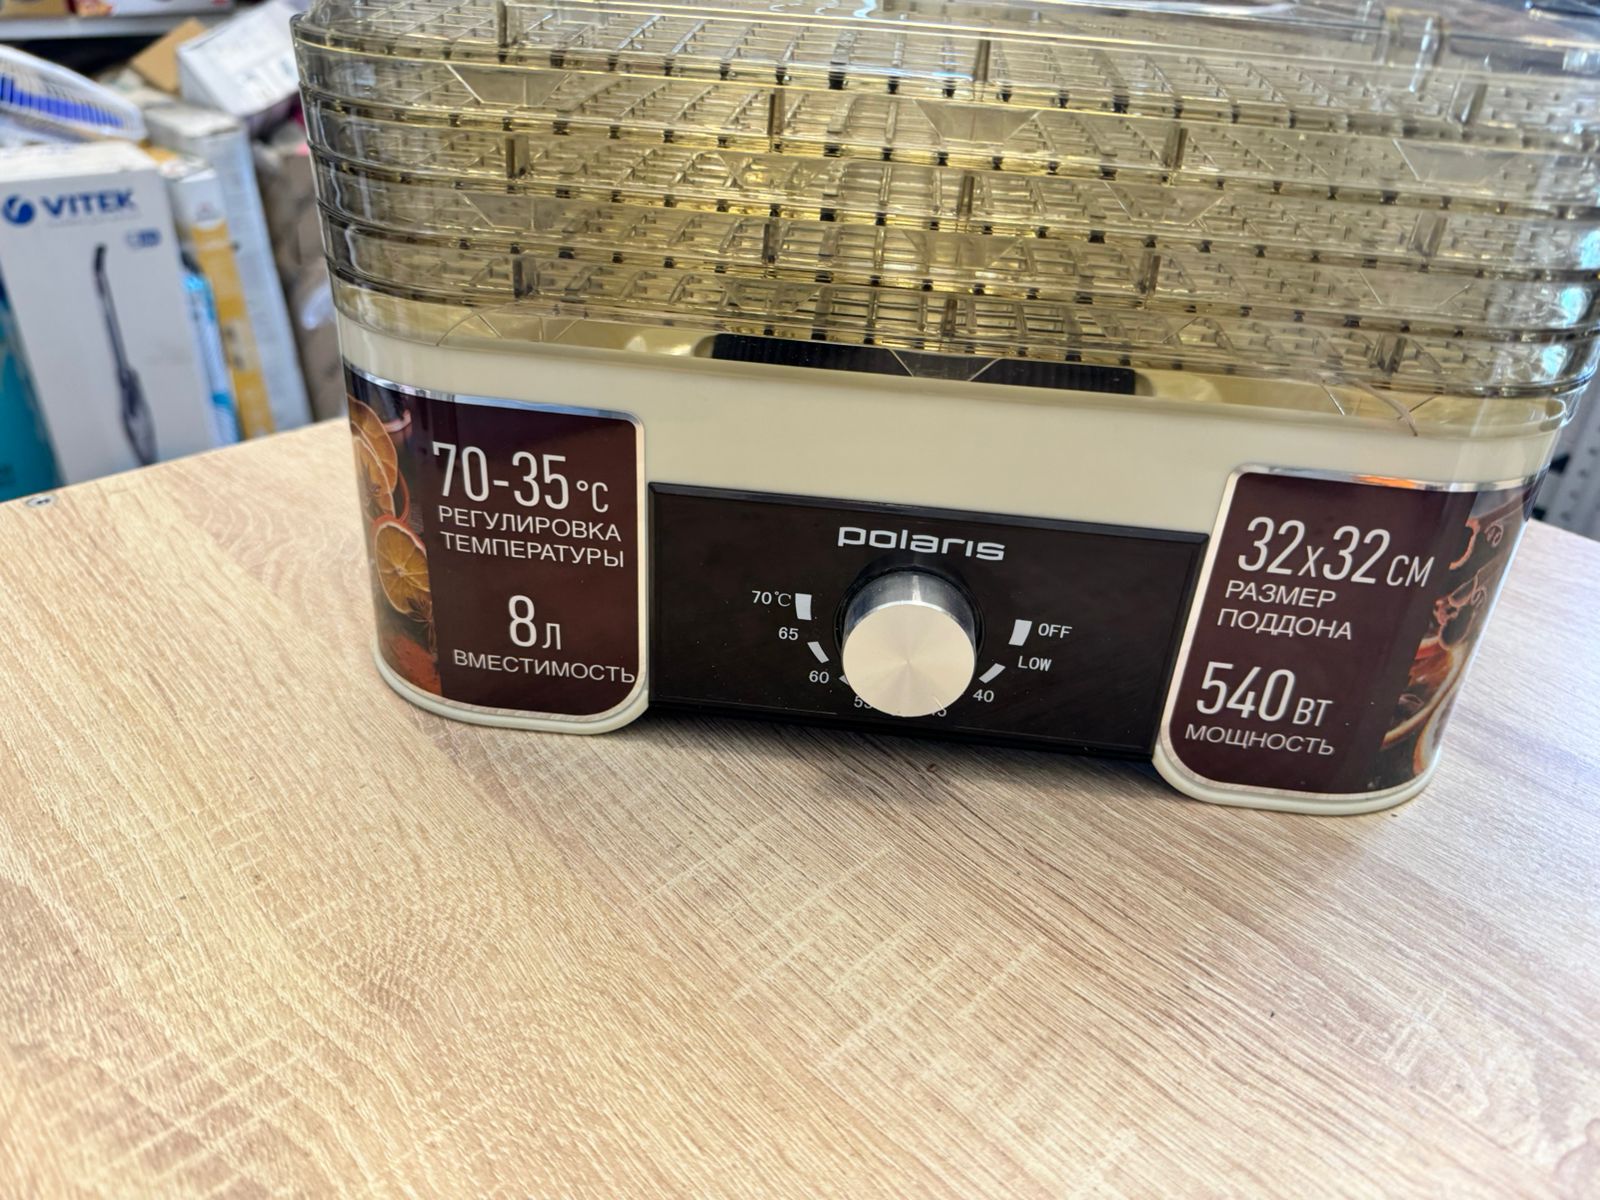 VITEK
70-35°C
РЕГУЛИРОВКА
ТЕМПЕРАТУРЫ
8л
ВМЕСТИМОСТЬ
polaris
70°C
65
60
OFF
LOW
40
32x32 см
РАЗМЕР
ПОДДОНА
540 Вт
МОЩНОСТЬ